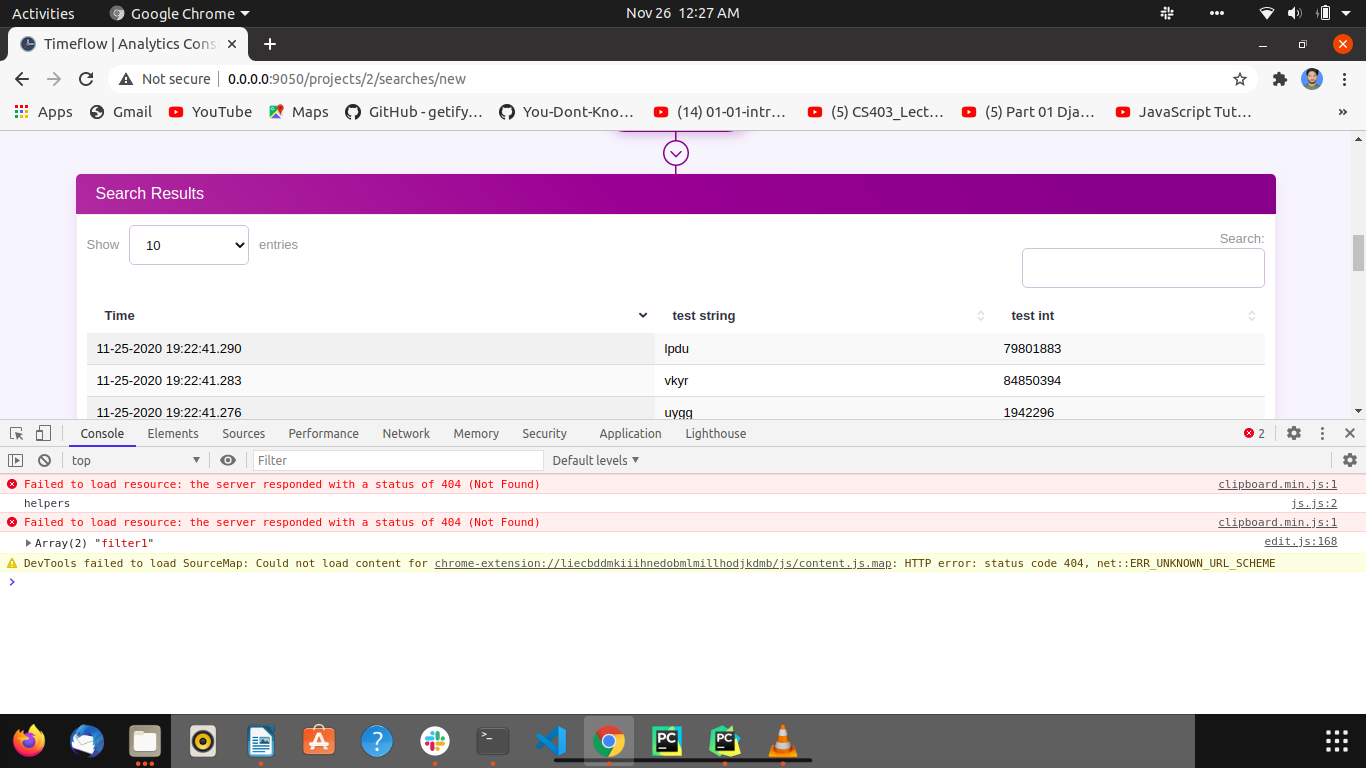 Activities Google Chrome Nov 26 12:27 AM
Timeflow | Analytics Cons
Not secure 0.0.0.0:9050/projects/2/searches/new
Apps Gmail YouTube Maps GitHub - getify… You-Dont-Kno… (14) 01-01-intr… (5) CS403_Lect… (5) Part 01 Dja… JavaScript Tut… »
Search Results
Show 10 entries Search:
Time test string test int
11-25-2020 19:22:41.290 lpdu 79801883
11-25-2020 19:22:41.283 vkyr 84850394
11-25-2020 19:22:41.276 uygg 1942296
Console Elements Sources Performance Network Memory Security Application Lighthouse 2
top Filter Default levels
Failed to load resource: the server responded with a status of 404 (Not Found) clipboard.min.js:1
helpers js.js:2
Failed to load resource: the server responded with a status of 404 (Not Found) clipboard.min.js:1
Array(2) "filter1" edit.js:168
DevTools failed to load SourceMap: Could not load content for chrome-extension://liecbddmkiiihnedobmlmillhodjkdmb/js/content.js.map: HTTP error: status code 404, net::ERR_UNKNOWN_URL_SCHEME
>_ PC PC